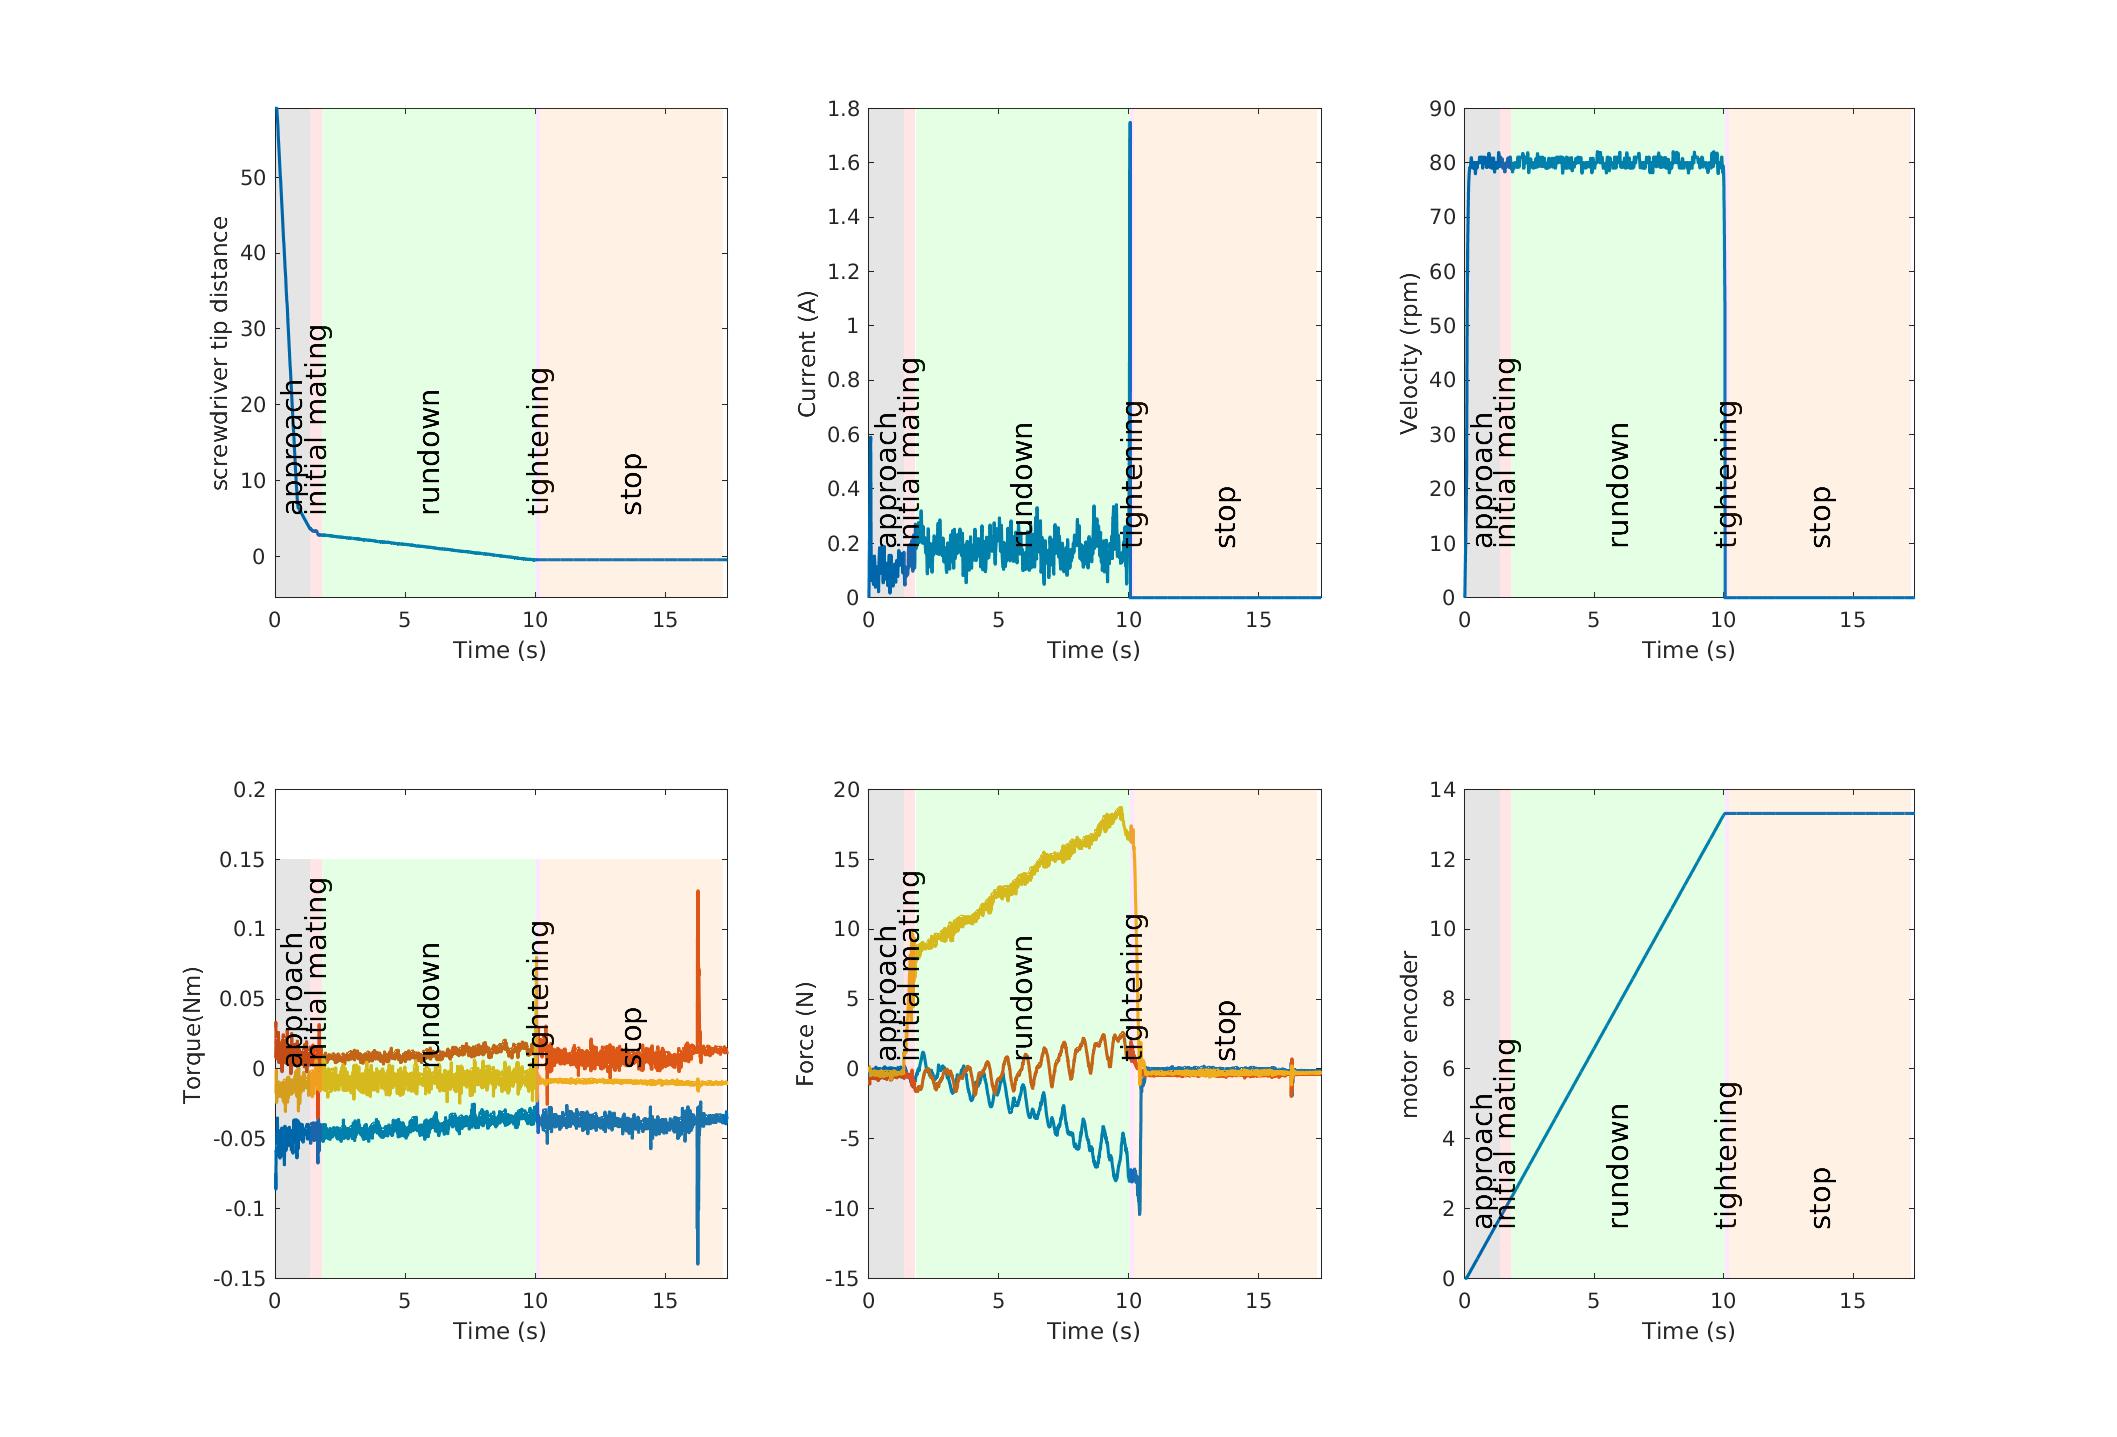 screwdriver tip distance
50
40
30
20
10
0
approach
initial mating
rundown
tightening
stop
0 5 10 15
Time (s)
Current (A)
1.8
1.6
1.4
1.2
1
0.8
0.6
0.4
0.2
0
approach
initial mating
rundown
tightening
stop
0 5 10 15
Time (s)
Velocity (rpm)
90
80
70
60
50
40
30
20
10
0
approach
initial mating
rundown
tightening
stop
0 5 10 15
Time (s)
Torque(Nm)
0.2
0.15
0.1
0.05
0
-0.05
-0.1
-0.15
approach
initial mating
rundown
tightening
stop
0 5 10 15
Time (s)
Force (N)
20
15
10
5
0
-5
-10
-15
approach
initial mating
rundown
tightening
stop
0 5 10 15
Time (s)
motor encoder
14
12
10
8
6
4
2
0
approach
initial mating
rundown
tightening
stop
0 5 10 15
Time (s)